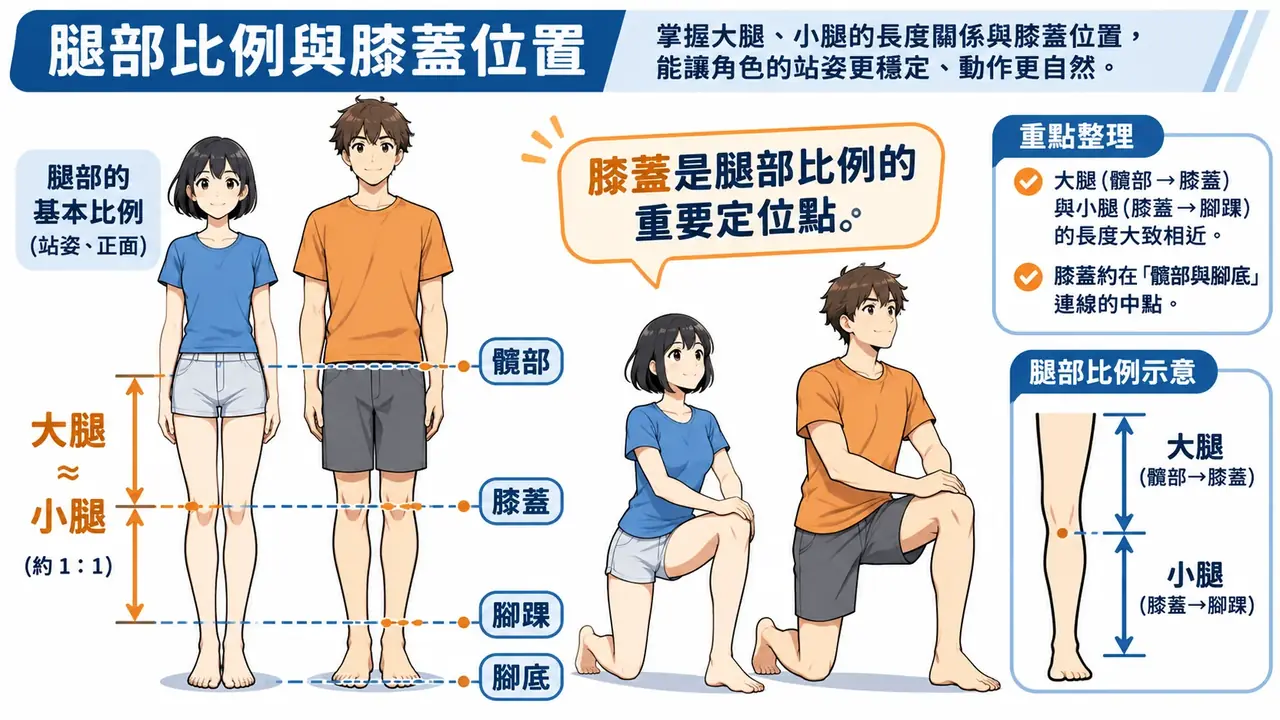 腿部比例與膝蓋位置
掌握大腿、小腿的長度關係與膝蓋位置，
能讓角色的站姿更穩定、動作更自然。
腿部的
基本比例
(站姿、正面)
膝蓋是腿部比例的
重要定位點。
大腿
≈
小腿
(約 1：1)
髖部
膝蓋
腳踝
腳底
重點整理
大腿 (髖部→膝蓋)
與小腿 (膝蓋→腳踝)
的長度大致相近。
膝蓋約在「髖部與腳底」
連線的中點。
腿部比例示意
大腿
(髖部→膝蓋)
小腿
(膝蓋→腳踝)